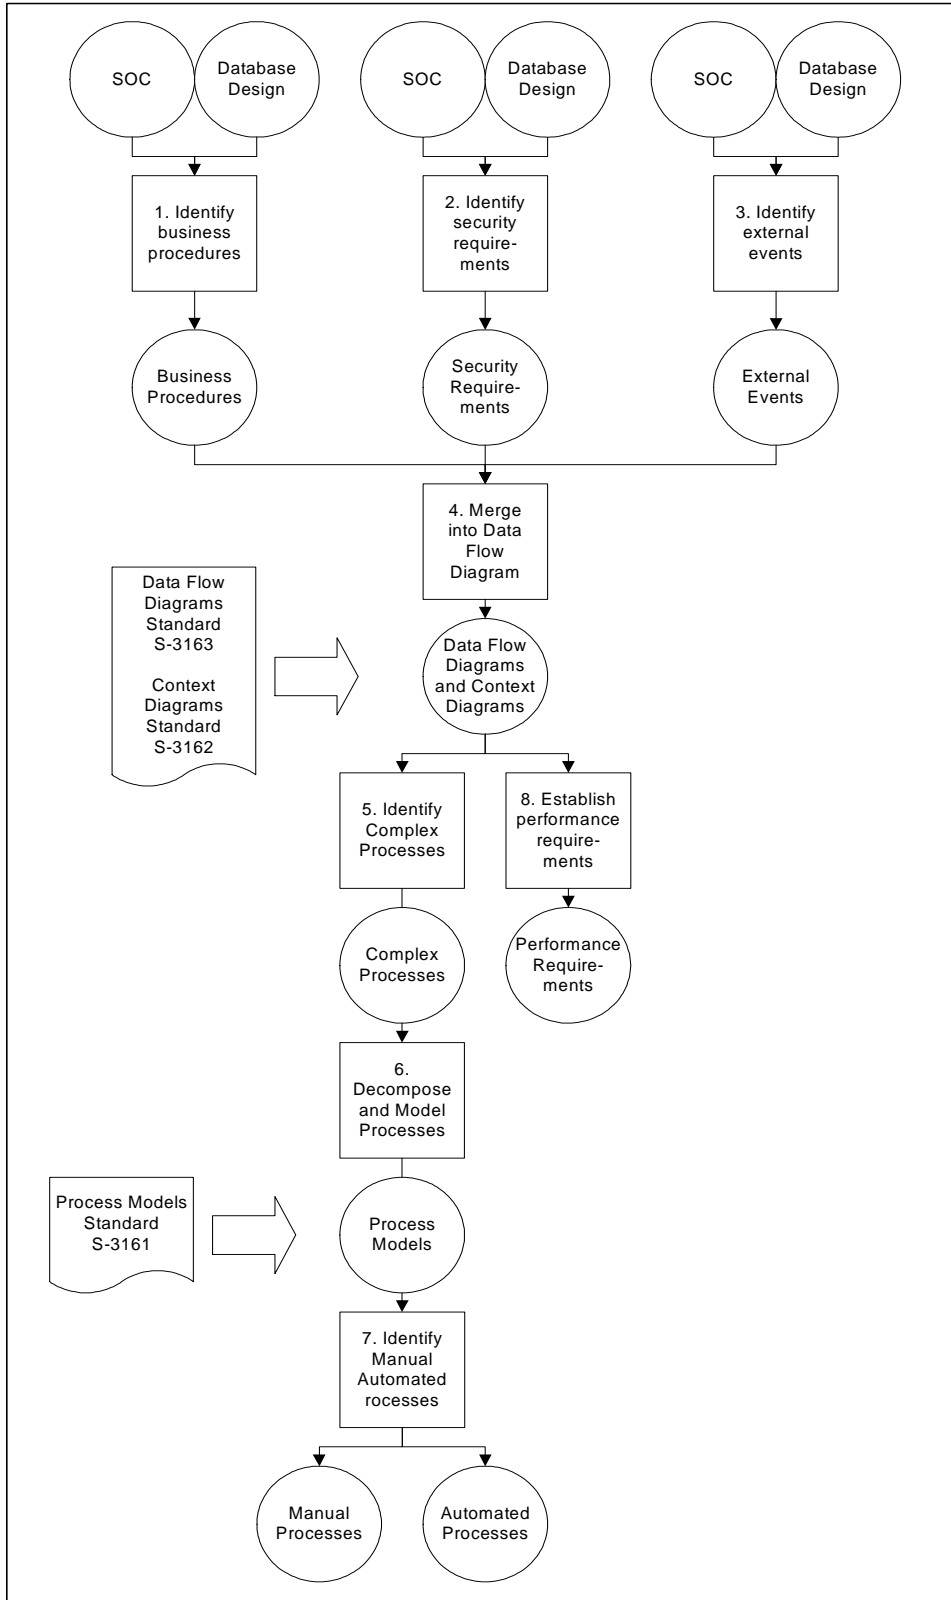 SOC
Database
Design
SOC
Database
Design
SOC
Database
Design
1. Identify
business
procedures
2. Identify
security
require-
ments
3. Identify
external
events
Business
Procedures
Security
Require-
ments
External
Events
4. Merge
into Data
Flow
Diagram
Data Flow
Diagrams
Standard
S-3163
Context
Diagrams
Standard
S-3162
Data Flow
Diagrams
and Context
Diagrams
5. Identify
Complex
Processes
8. Establish
performance
require-
ments
Complex
Processes
Performance
Require-
ments
6.
Decompose
and Model
Processes
Process Models
Standard
S-3161
Process
Models
7. Identify
Manual
Automated
rocesses
Manual
Processes
Automated
Processes